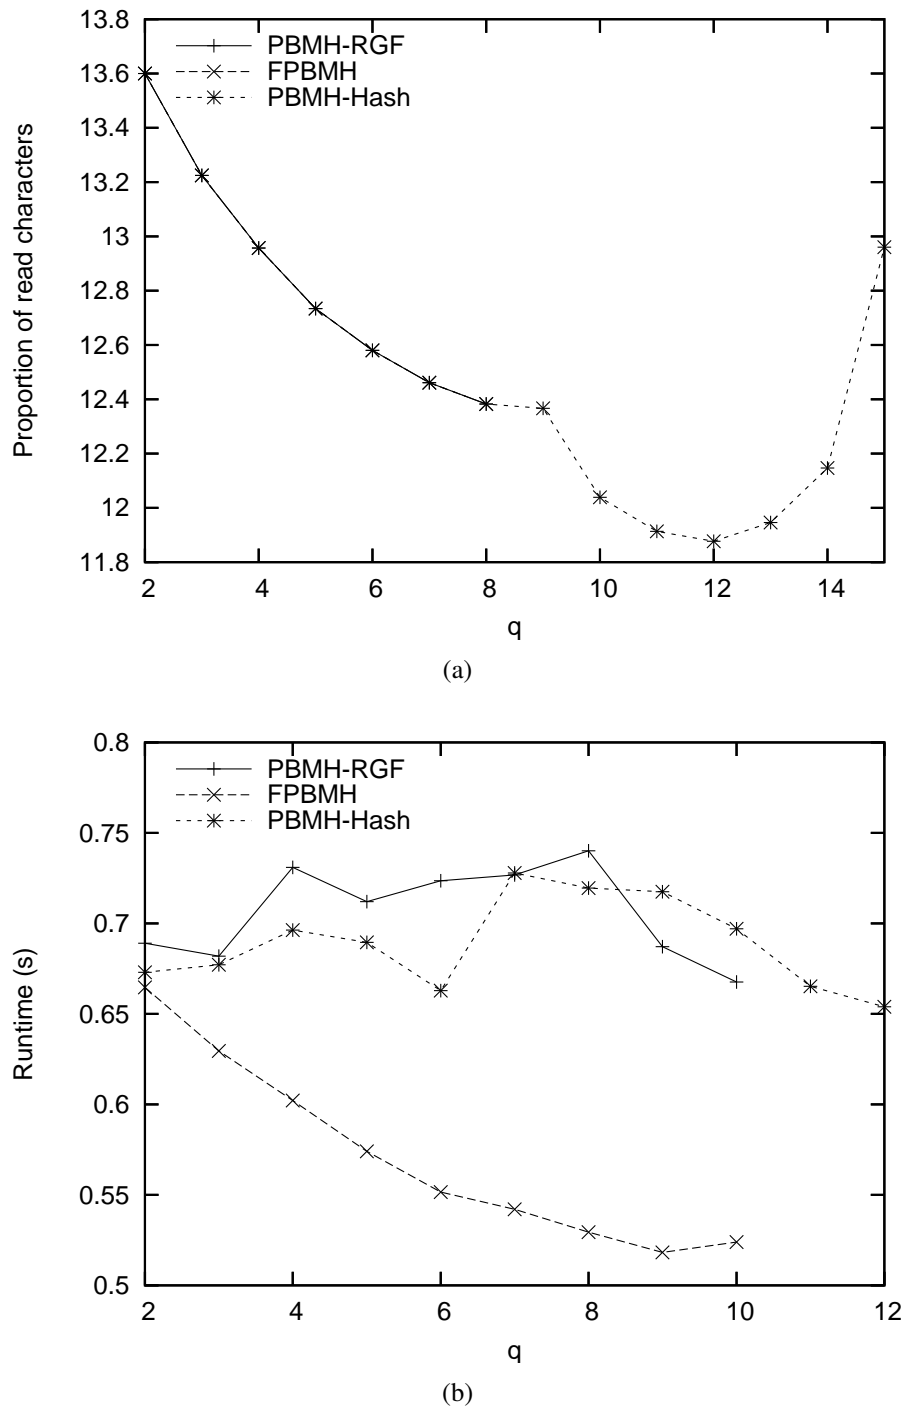 13.8
13.6
13.4
13.2
13
12.8
12.6
12.4
12.2
12
11.8
Proportion of read characters
PBMH-RGF
FPBMH
PBMH-Hash
2 4 6 8 10 12 14
q
(a)
0.8
0.75
0.7
0.65
0.6
0.55
0.5
Runtime (s)
PBMH-RGF
FPBMH
PBMH-Hash
2 4 6 8 10 12
q
(b)